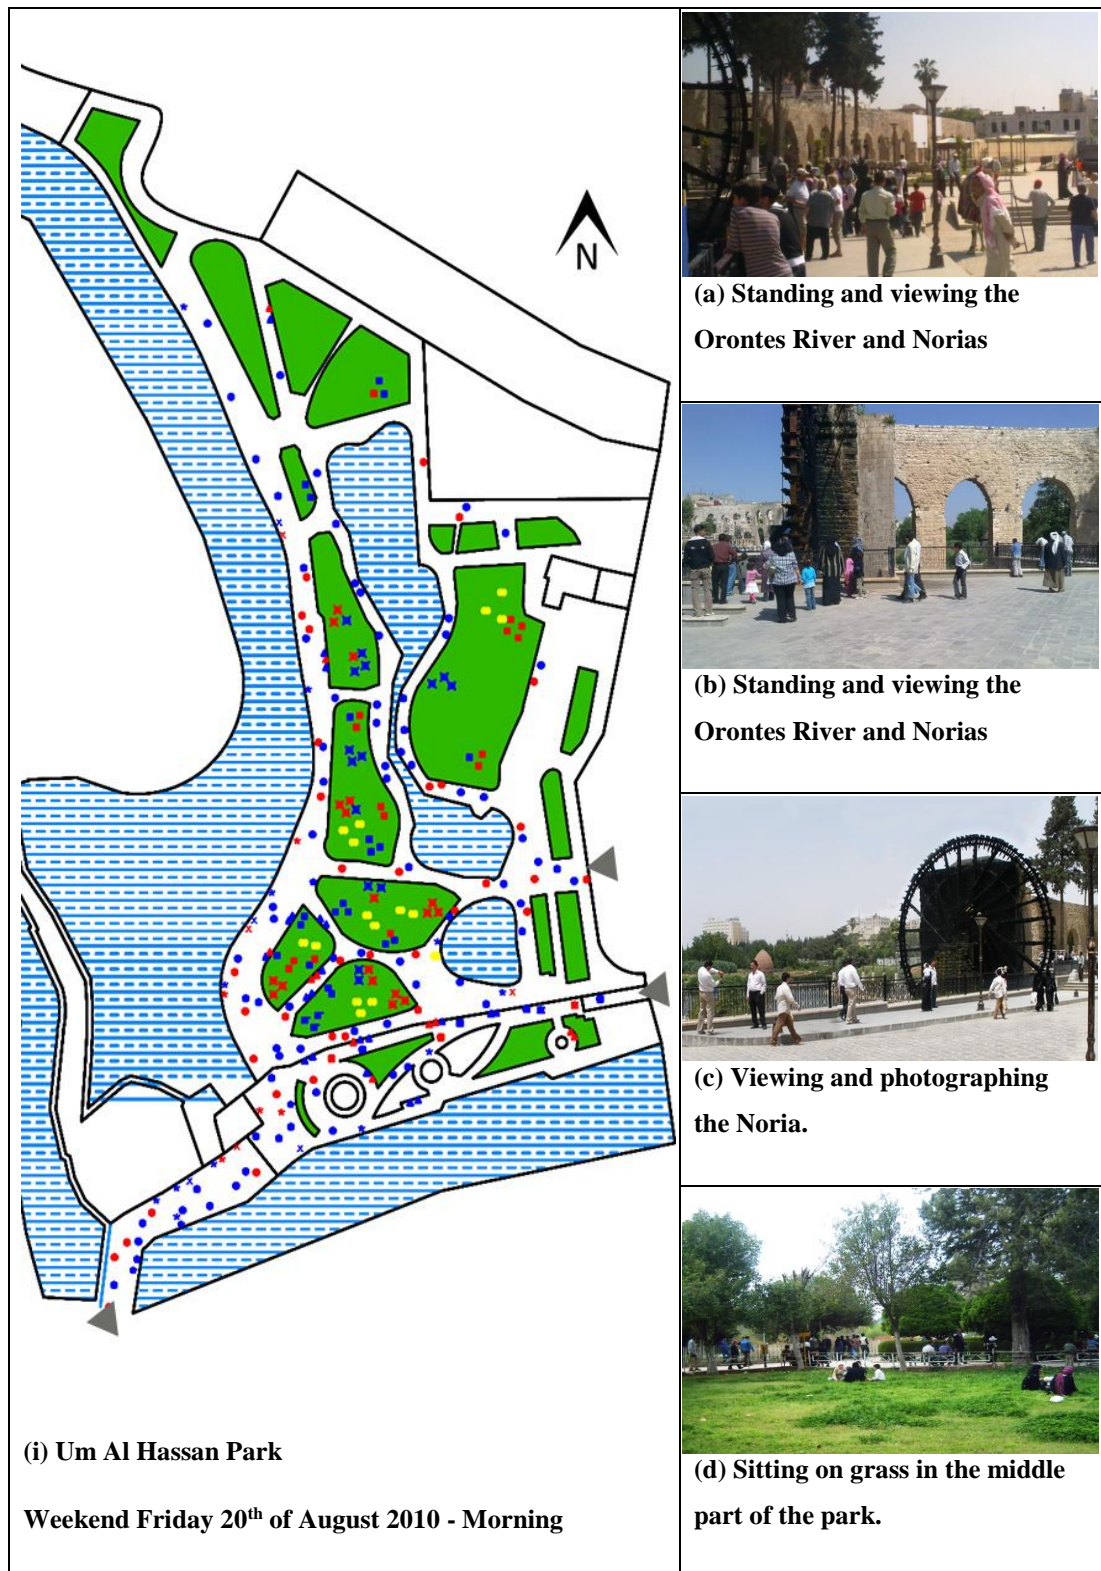 N
(a) Standing and viewing the
Orontes River and Norias
(b) Standing and viewing the
Orontes River and Norias
(c) Viewing and photographing
the Noria.
(d) Sitting on grass in the middle
part of the park.
(i) Um Al Hassan Park
Weekend Friday 20th of August 2010 - Morning